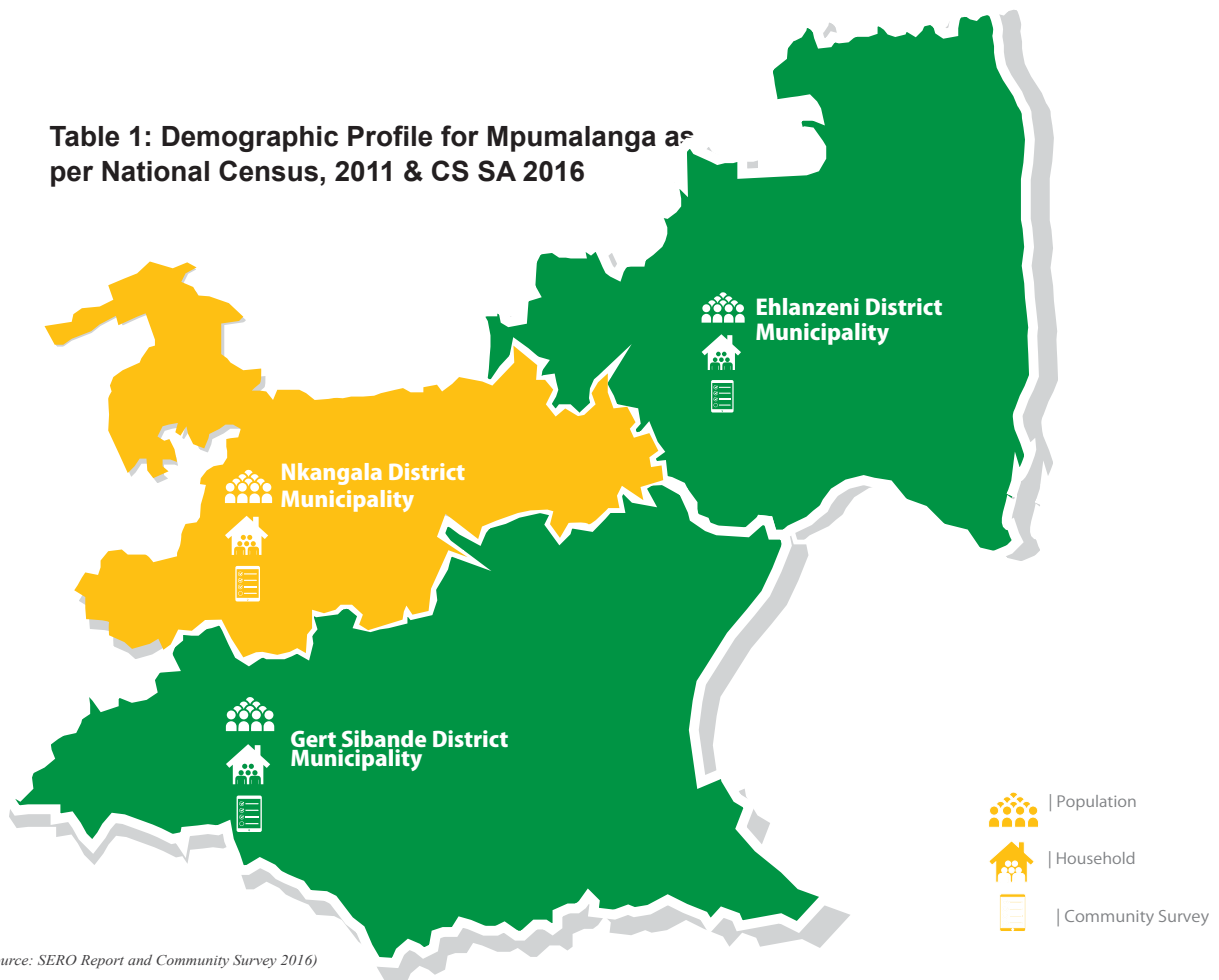 Table 1: Demographic Profile for Mpumalanga as
per National Census, 2011 & CS SA 2016
Ehlanzeni District
Municipality
Nkangala District
Municipality
Gert Sibande District
Municipality
| Population
| Household
| Community Survey
ource: SERO Report and Community Survey 2016)